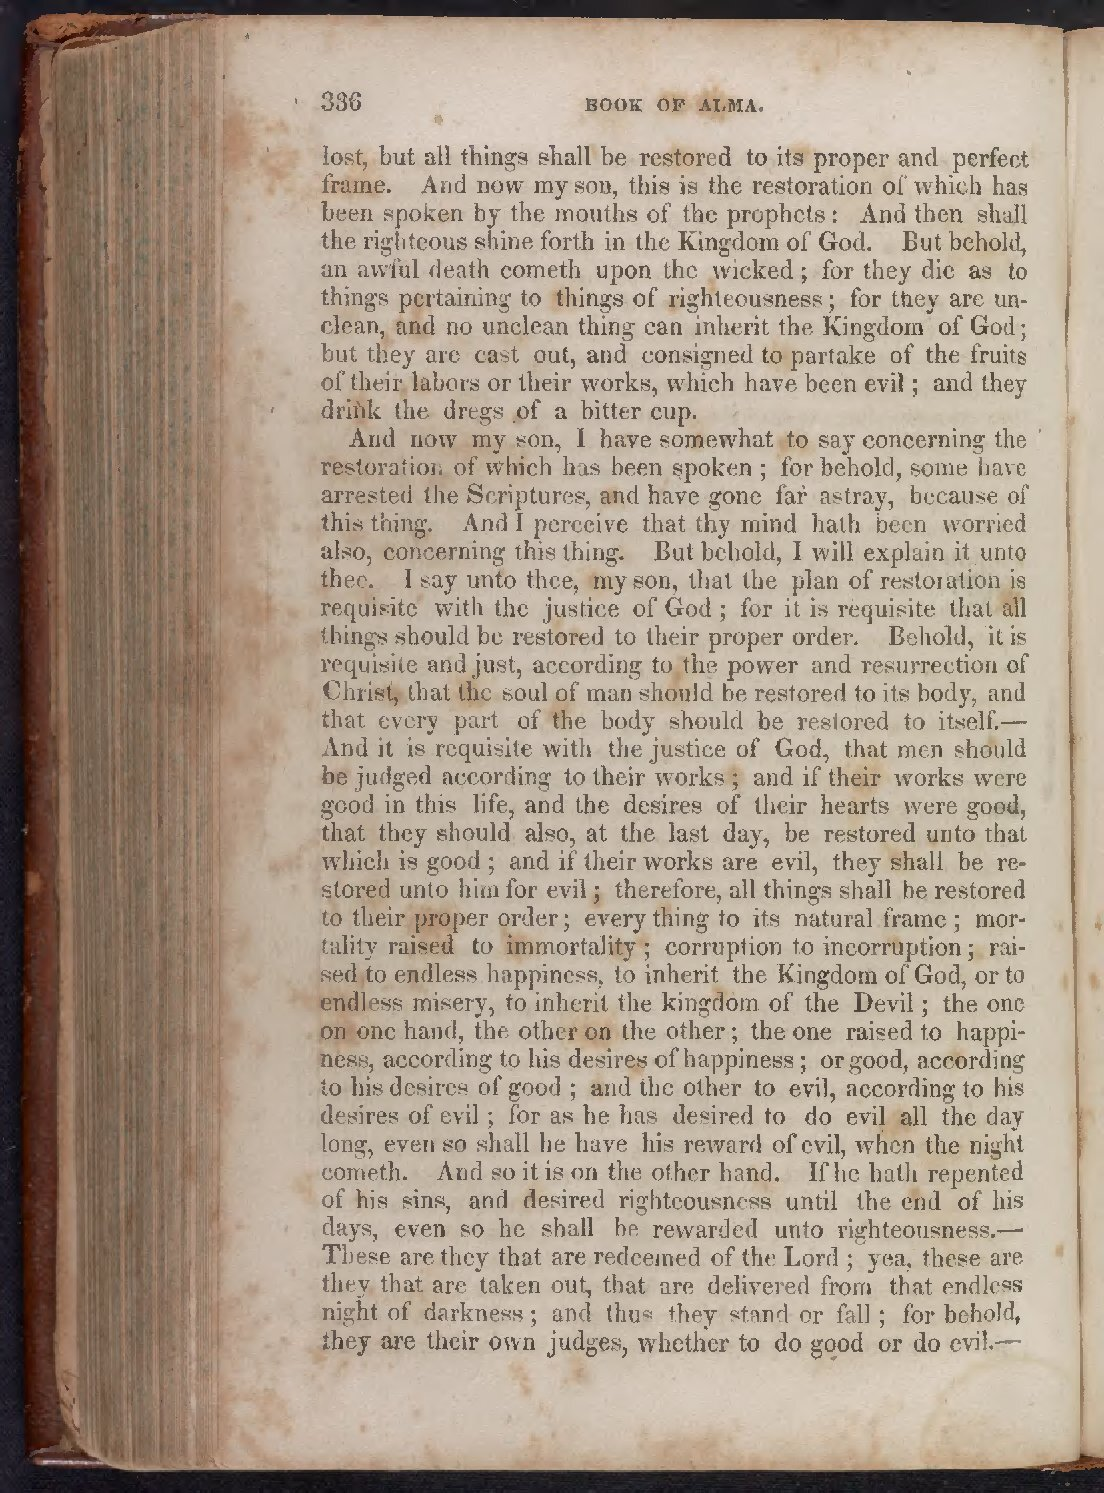 336 BOOK OF ALMA.
lost, but all things shall be restored to its proper and perfect
frame. And now my son, this is the restoration of which has
been spoken by the mouths of the prophets: And then shall
the righteous shine forth in the Kingdom of God. But behold,
an awful death cometh upon the wicked; for they die as to
things pertaining to things of righteousness; for they are un-
clean, and no unclean thing can inherit the Kingdom of God;
but they are cast out, and consigned to partake of the fruits
of their labors or their works, which have been evil; and they
drink the dregs of a bitter cup.
And now my son, I have somewhat to say concerning the
restoration of which has been spoken; for behold, some have
arrested the Scriptures, and have gone far astray, because of
this thing. And I perceive that thy mind hath been worried
also, concerning this thing. But behold, I will explain it unto
thee. I say unto thee, my son, that the plan of restoration is
requisite with the justice of God; for it is requisite that all
things should be restored to their proper order. Behold, it is
requisite and just, according to the power and resurrection of
Christ, that the soul of man should be restored to its body, and
that every part of the body should be restored to itself.—
And it is requisite with the justice of God, that men should
be judged according to their works; and if their works were
good in this life, and the desires of their hearts were good,
that they should also, at the last day, be restored unto that
which is good; and if their works are evil, they shall be re-
stored unto him for evil; therefore, all things shall be restored
to their proper order; every thing to its natural frame; mor-
tality raised to immortality; corruption to incorruption; rai-
sed to endless happiness, to inherit the Kingdom of God, or to
endless misery, to inherit the kingdom of the Devil; the one
on one hand, the other on the other; the one raised to happi-
ness, according to his desires of happiness; or good, according
to his desires of good; and the other to evil, according to his
desires of evil; for as he has desired to do evil all the day
long, even so shall he have his reward of evil, when the night
cometh. And so it is on the other hand. If he hath repented
of his sins, and desired righteousness until the end of his
days, even so he shall be rewarded unto righteousness.—
These are they that are redeemed of the Lord; yea, these are
they that are taken out, that are delivered from that endless
night of darkness; and thus they stand or fall; for behold,
they are their own judges, whether to do good or do evil.—